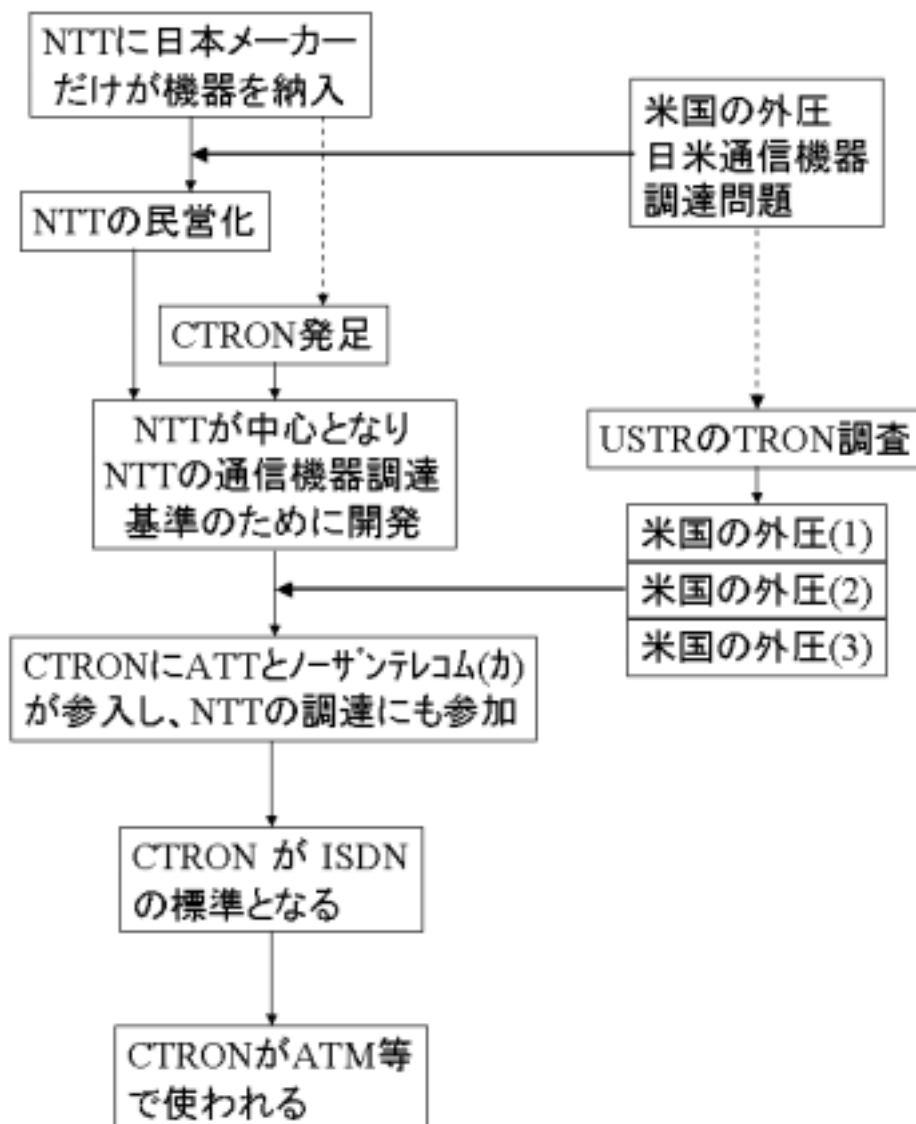 NTTに日本メーカー
だけが機器を納入
米国の外圧
日米通信機器
調達問題
NTTの民営化
CTRON発足
NTTが中心となり
NTTの通信機器調達
基準のために開発
USTRのTRON調査
米国の外圧(1)
米国の外圧(2)
米国の外圧(3)
CTRONにATTとノーザンテレコム(カ)
が参入し、NTTの調達にも参加
CTRON が ISDN
の標準となる
CTRONがATM等
で使われる